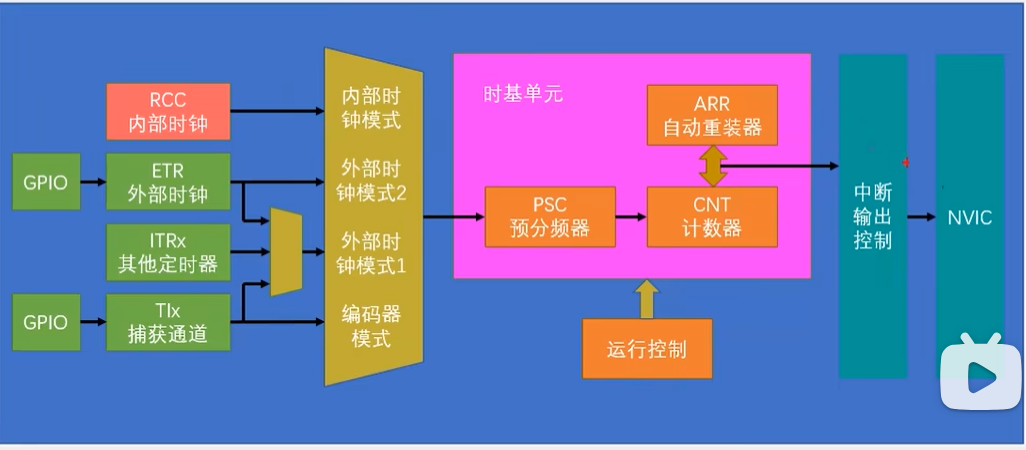 RCC
内部时钟
GPIO
ETR
外部时钟
ITRx
其他定时器
GPIO
TIx
捕获通道
内部时
钟模式
外部时
钟模式2
外部时
钟模式1
编码器
模式
时基单元
ARR
自动重装器
PSC
预分频器
CNT
计数器
运行控制
中断
输出
控制
NVIC